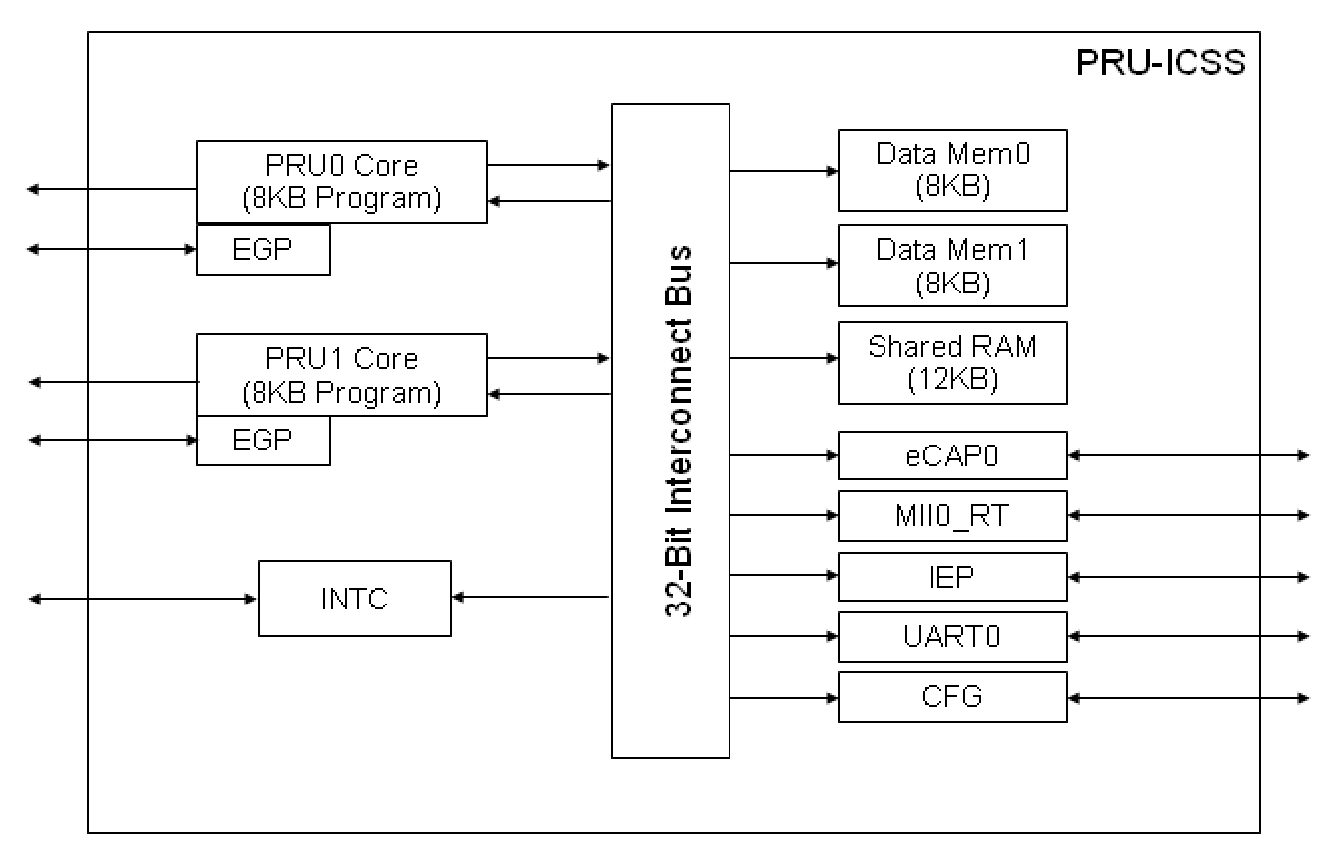 PRU-ICSS
PRU0 Core
(8KB Program)
EGP
PRU1 Core
(8KB Program)
EGP
INTC
32-Bit Interconnect Bus
Data Mem0
(8KB)
Data Mem1
(8KB)
Shared RAM
(12KB)
eCAP0
MII0_RT
IEP
UART0
CFG